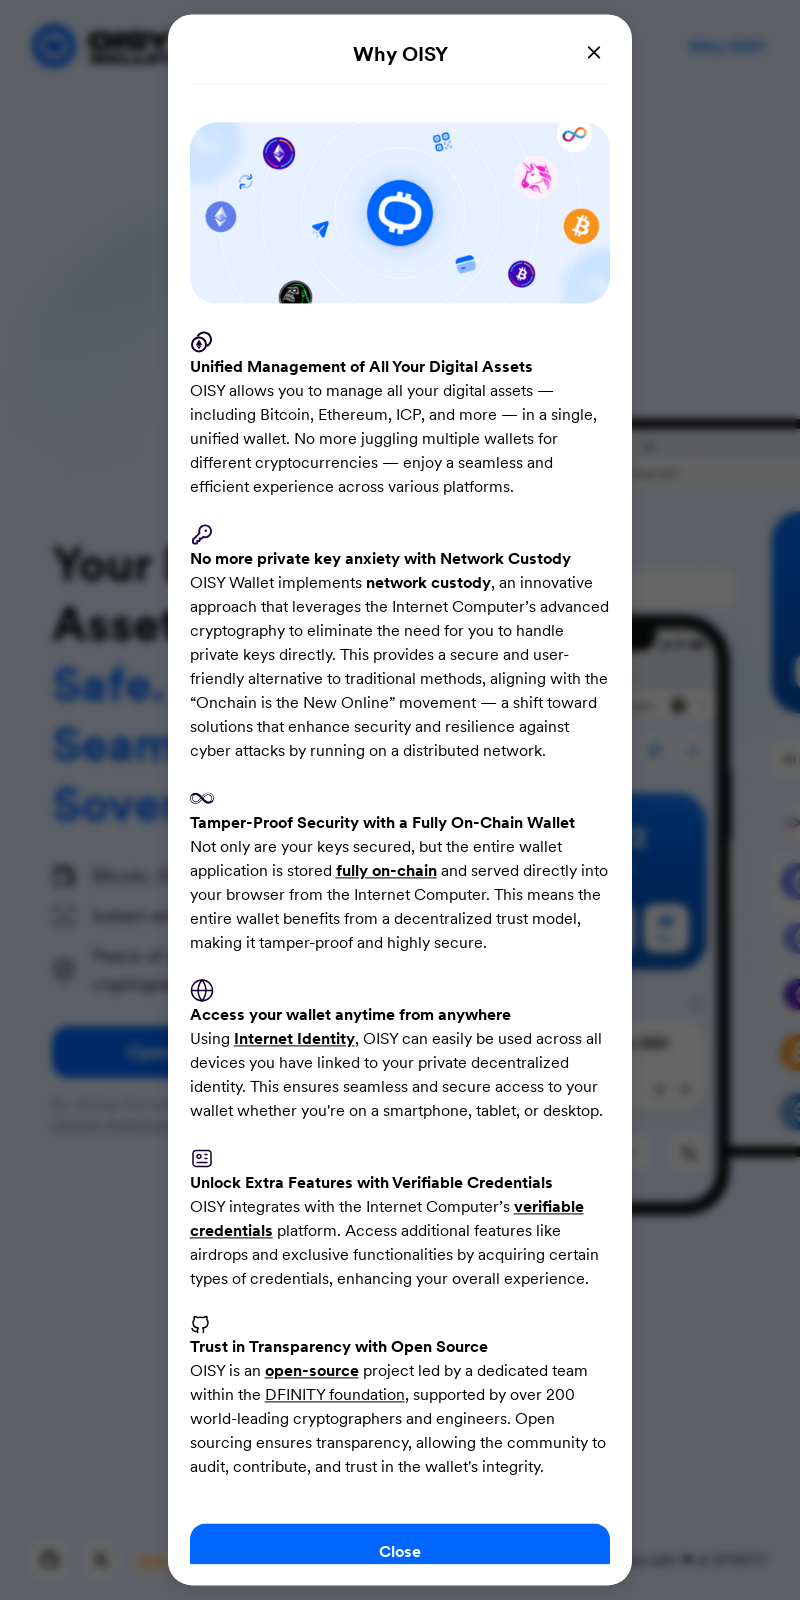 Why OISY
OISY
WALLET
Why OISY
Unified Management of All Your Digital Assets
OISY allows you to manage all your digital assets —
including Bitcoin, Ethereum, ICP, and more — in a single,
unified wallet. No more juggling multiple wallets for
different cryptocurrencies — enjoy a seamless and
efficient experience across various platforms.
No more private key anxiety with Network Custody
OISY Wallet implements network custody, an innovative
approach that leverages the Internet Computer’s advanced
cryptography to eliminate the need for you to handle
private keys directly. This provides a secure and user-
friendly alternative to traditional methods, aligning with the
“Onchain is the New Online” movement — a shift toward
solutions that enhance security and resilience against
cyber attacks by running on a distributed network.
Tamper-Proof Security with a Fully On-Chain Wallet
Not only are your keys secured, but the entire wallet
application is stored fully on-chain and served directly into
your browser from the Internet Computer. This means the
entire wallet benefits from a decentralized trust model,
making it tamper-proof and highly secure.
Access your wallet anytime from anywhere
Using Internet Identity, OISY can easily be used across all
devices you have linked to your private decentralized
identity. This ensures seamless and secure access to your
wallet whether you're on a smartphone, tablet, or desktop.
Unlock Extra Features with Verifiable Credentials
OISY integrates with the Internet Computer’s verifiable
credentials platform. Access additional features like
airdrops and exclusive functionalities by acquiring certain
types of credentials, enhancing your overall experience.
Trust in Transparency with Open Source
OISY is an open-source project led by a dedicated team
within the DFINITY foundation, supported by over 200
world-leading cryptographers and engineers. Open
sourcing ensures transparency, allowing the community to
audit, contribute, and trust in the wallet's integrity.
Close
Your
Safe.